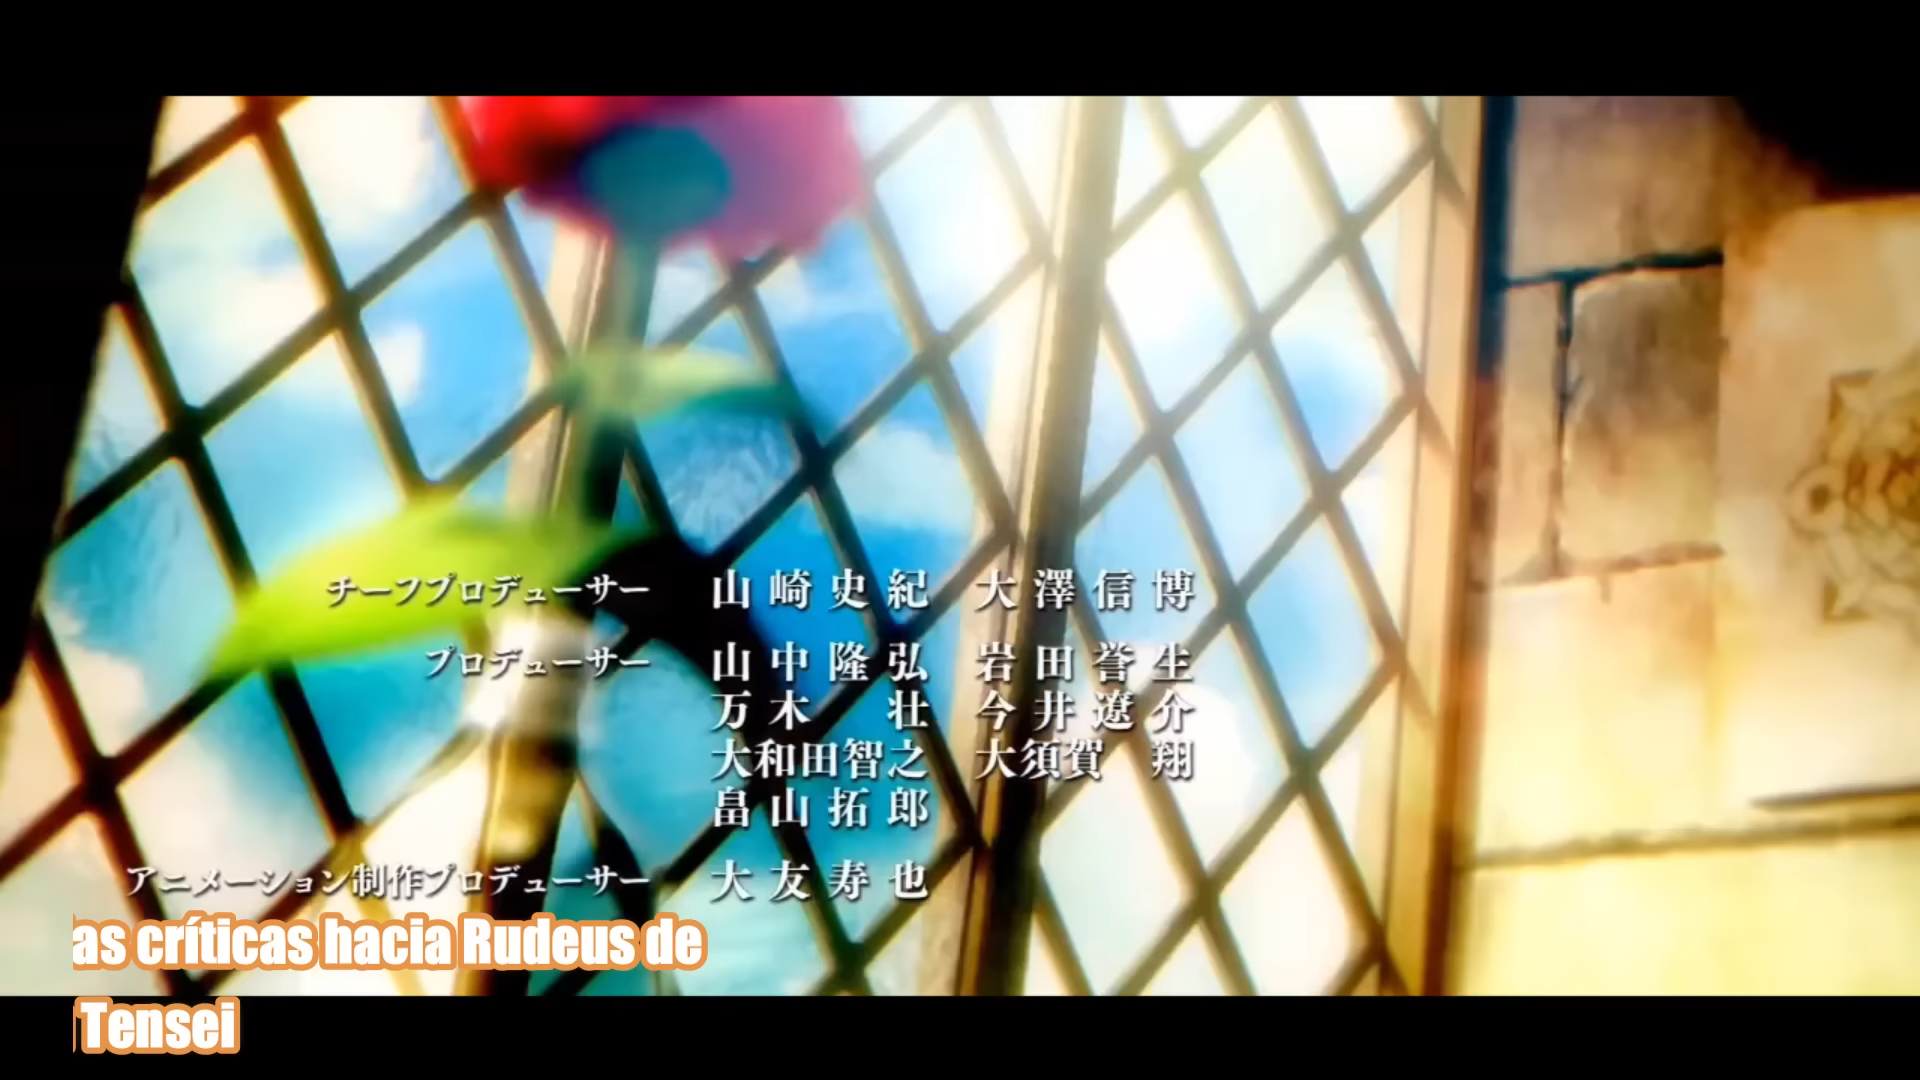 チーフプロデューサー 山崎史紀 大澤信博
プロデューサー 山中隆弘 岩田誉生
万木 壮 今井遼介
大和田智之 大須賀 翔
畠山拓郎
アニメーション制作プロデューサー 大友寿也
as críticas hacia Rudeus de
Tensei